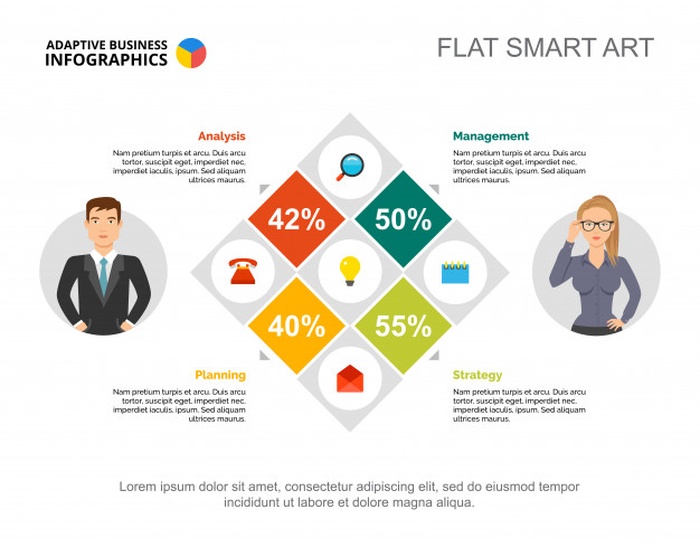 ADAPTIVE BUSINESS
INFOGRAPHICS
FLAT SMART ART
Analysis
Nam pretium turpis et arcu. Duis arcu
tortor, suscipit eget, imperdiet nec,
imperdiet iaculis, ipsum. Sed aliquam
ultrices mauris.
Management
Nam pretium turpis et arcu. Duis arcu
tortor, suscipit eget, imperdiet nec,
imperdiet iaculis, ipsum. Sed aliquam
ultrices mauris.
42%
50%
40%
55%
Planning
Nam pretium turpis et arcu. Duis arcu
tortor, suscipit eget, imperdiet nec,
imperdiet iaculis, ipsum. Sed aliquam
ultrices mauris.
Strategy
Nam pretium turpis et arcu. Duis arcu
tortor, suscipit eget, imperdiet nec,
imperdiet iaculis, ipsum. Sed aliquam
ultrices mauris.
Lorem ipsum dolor sit amet, consectetur adipiscing elit, sed do eiusmod tempor
incididunt ut labore et dolore magna aliqua.